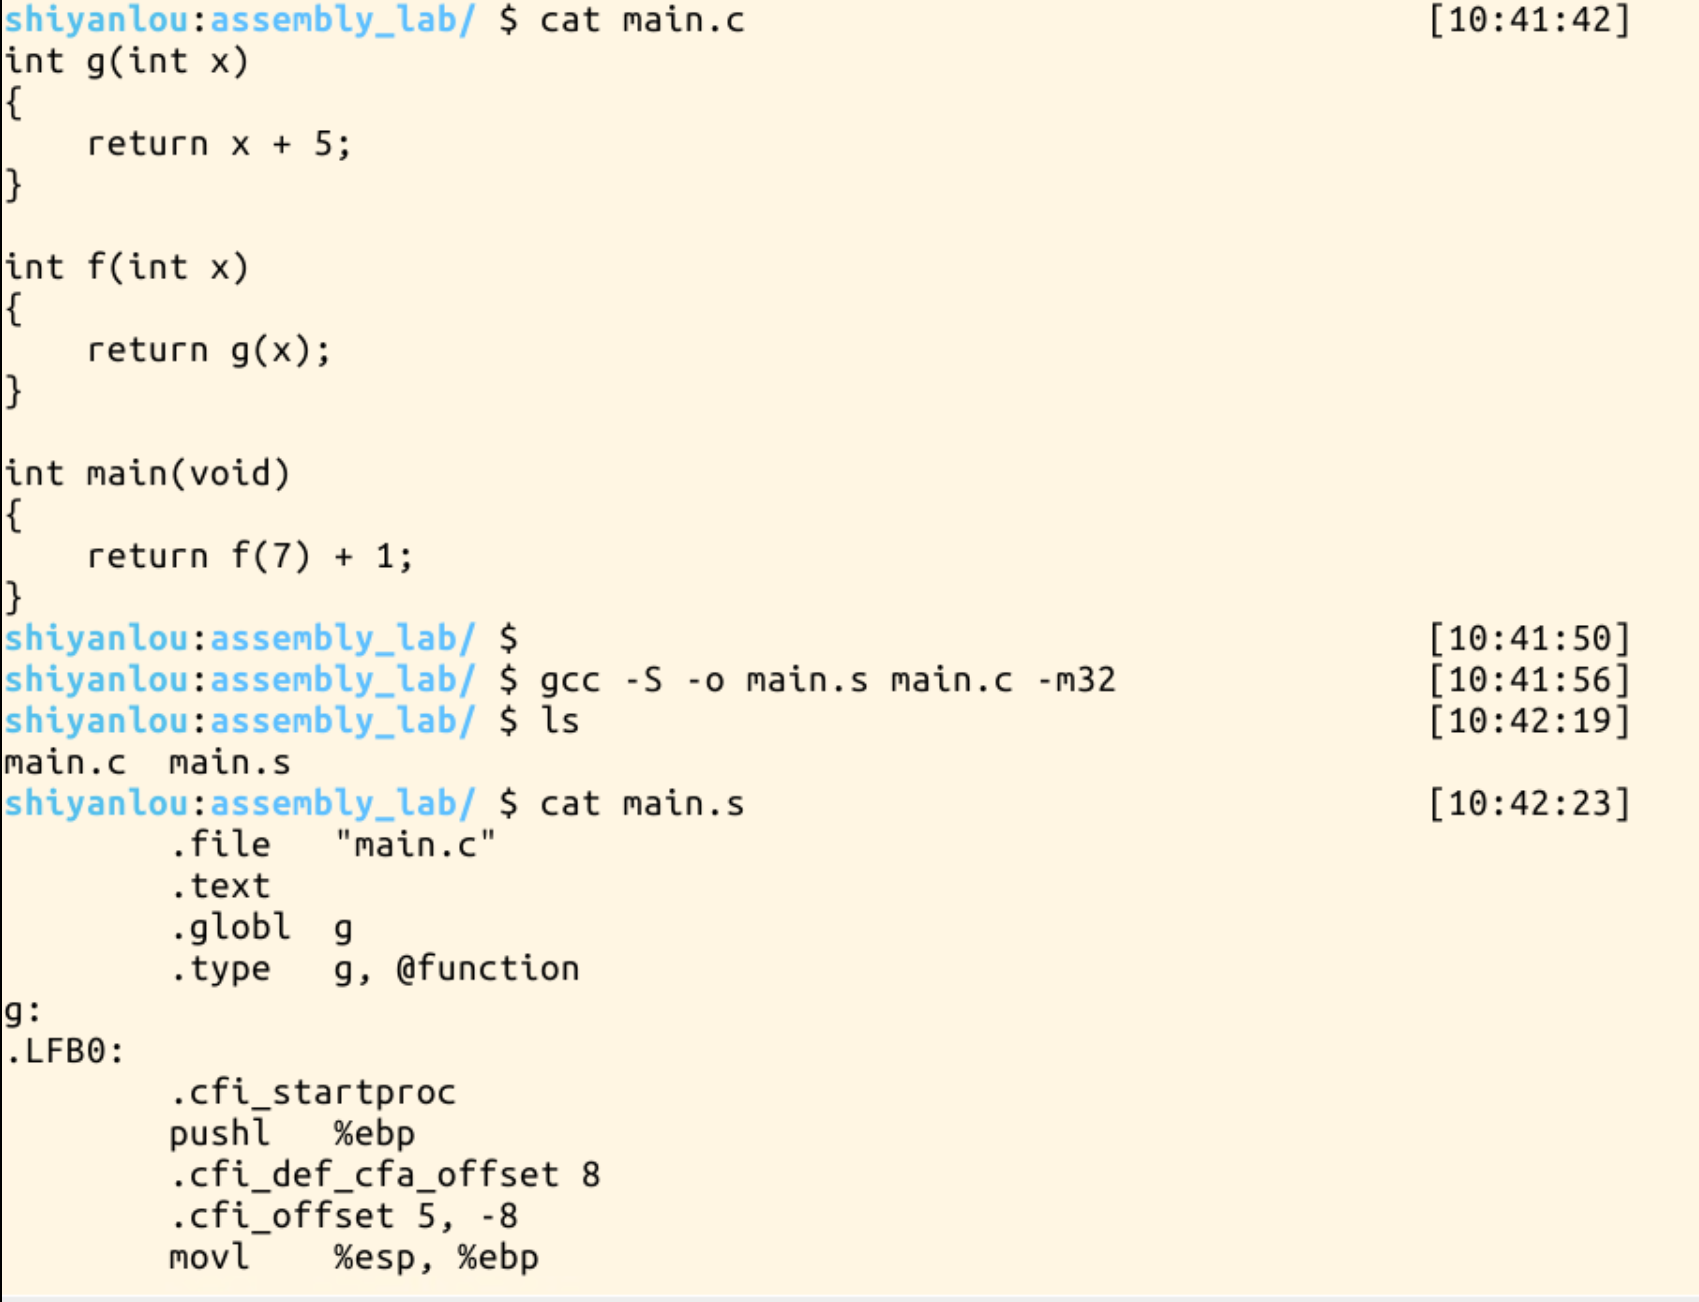 shiyanlou:assembly_lab/ $ cat main.c [10:41:42]
int g(int x)
{
    return x + 5;
}

int f(int x)
{
    return g(x);
}

int main(void)
{
    return f(7) + 1;
}
shiyanlou:assembly_lab/ $ [10:41:50]
shiyanlou:assembly_lab/ $ gcc -S -o main.s main.c -m32 [10:41:56]
shiyanlou:assembly_lab/ $ ls [10:42:19]
main.c  main.s
shiyanlou:assembly_lab/ $ cat main.s [10:42:23]
        .file   "main.c"
        .text
        .globl  g
        .type   g, @function
g:
.LFB0:
        .cfi_startproc
        pushl   %ebp
        .cfi_def_cfa_offset 8
        .cfi_offset 5, -8
        movl    %esp, %ebp